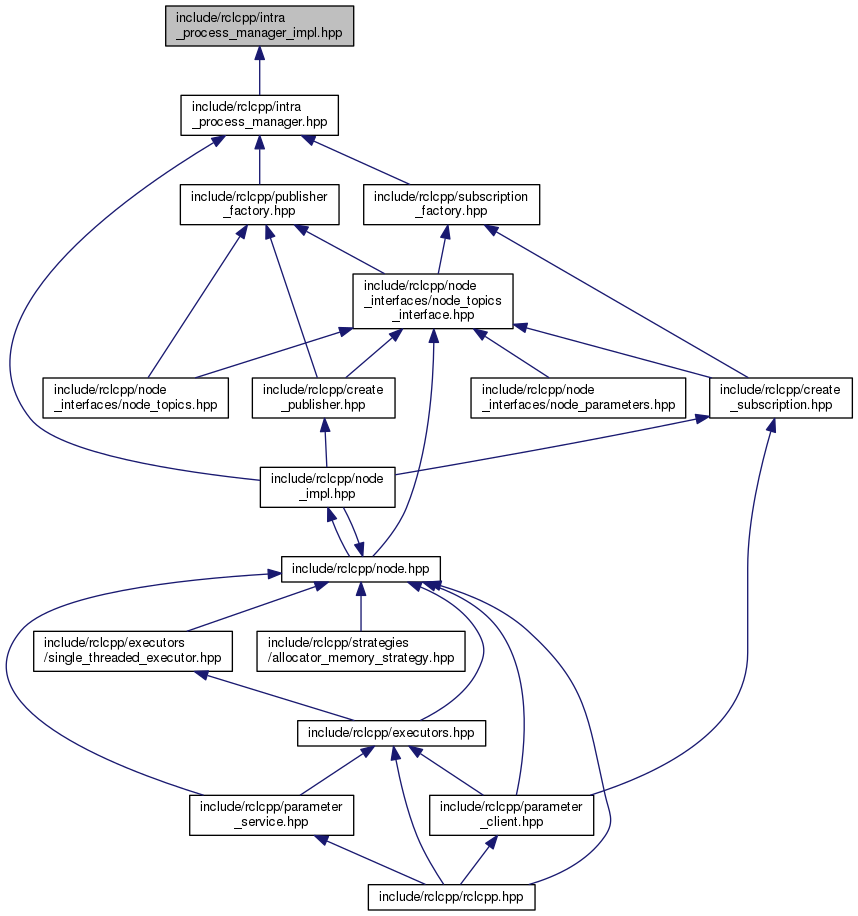 include/rclcpp/intra
_process_manager_impl.hpp
include/rclcpp/intra
_process_manager.hpp
include/rclcpp/publisher
_factory.hpp
include/rclcpp/subscription
_factory.hpp
include/rclcpp/node
_interfaces/node_topics
_interface.hpp
include/rclcpp/node
_interfaces/node_topics.hpp
include/rclcpp/create
_publisher.hpp
include/rclcpp/node
_interfaces/node_parameters.hpp
include/rclcpp/create
_subscription.hpp
include/rclcpp/node
_impl.hpp
include/rclcpp/node.hpp
include/rclcpp/executors
/single_threaded_executor.hpp
include/rclcpp/strategies
/allocator_memory_strategy.hpp
include/rclcpp/executors.hpp
include/rclcpp/parameter
_service.hpp
include/rclcpp/parameter
_client.hpp
include/rclcpp/rclcpp.hpp